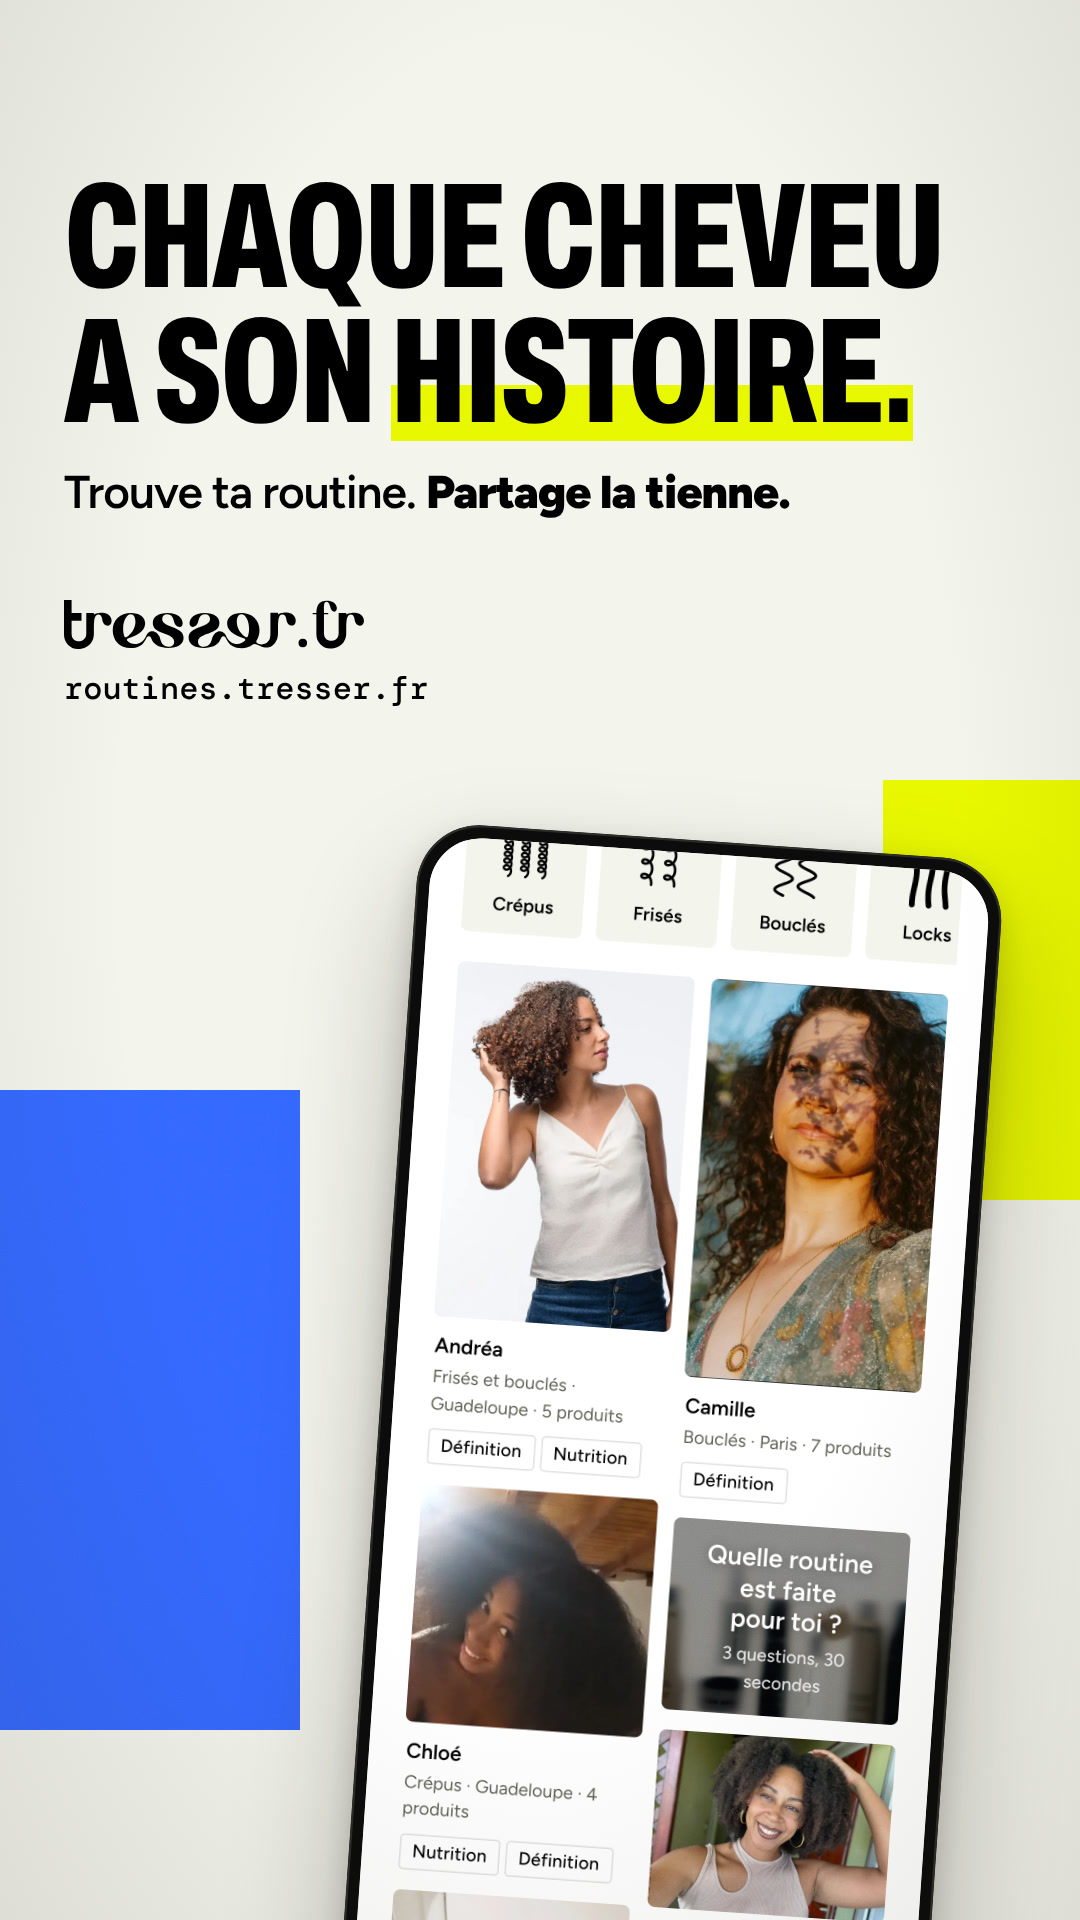 CHAQUE CHEVEU
A SON HISTOIRE.
Trouve ta routine. Partage la tienne.
tresser.fr
routines.tresser.fr
Crépus
Frisés
Bouclés
Locks
Andréa
Frisés et bouclés ·
Guadeloupe · 5 produits
Définition
Nutrition
Camille
Bouclés · Paris · 7 produits
Définition
Quelle routine
est faite
pour toi ?
3 questions, 30
secondes
Chloé
Crépus · Guadeloupe · 4
produits
Nutrition
Définition